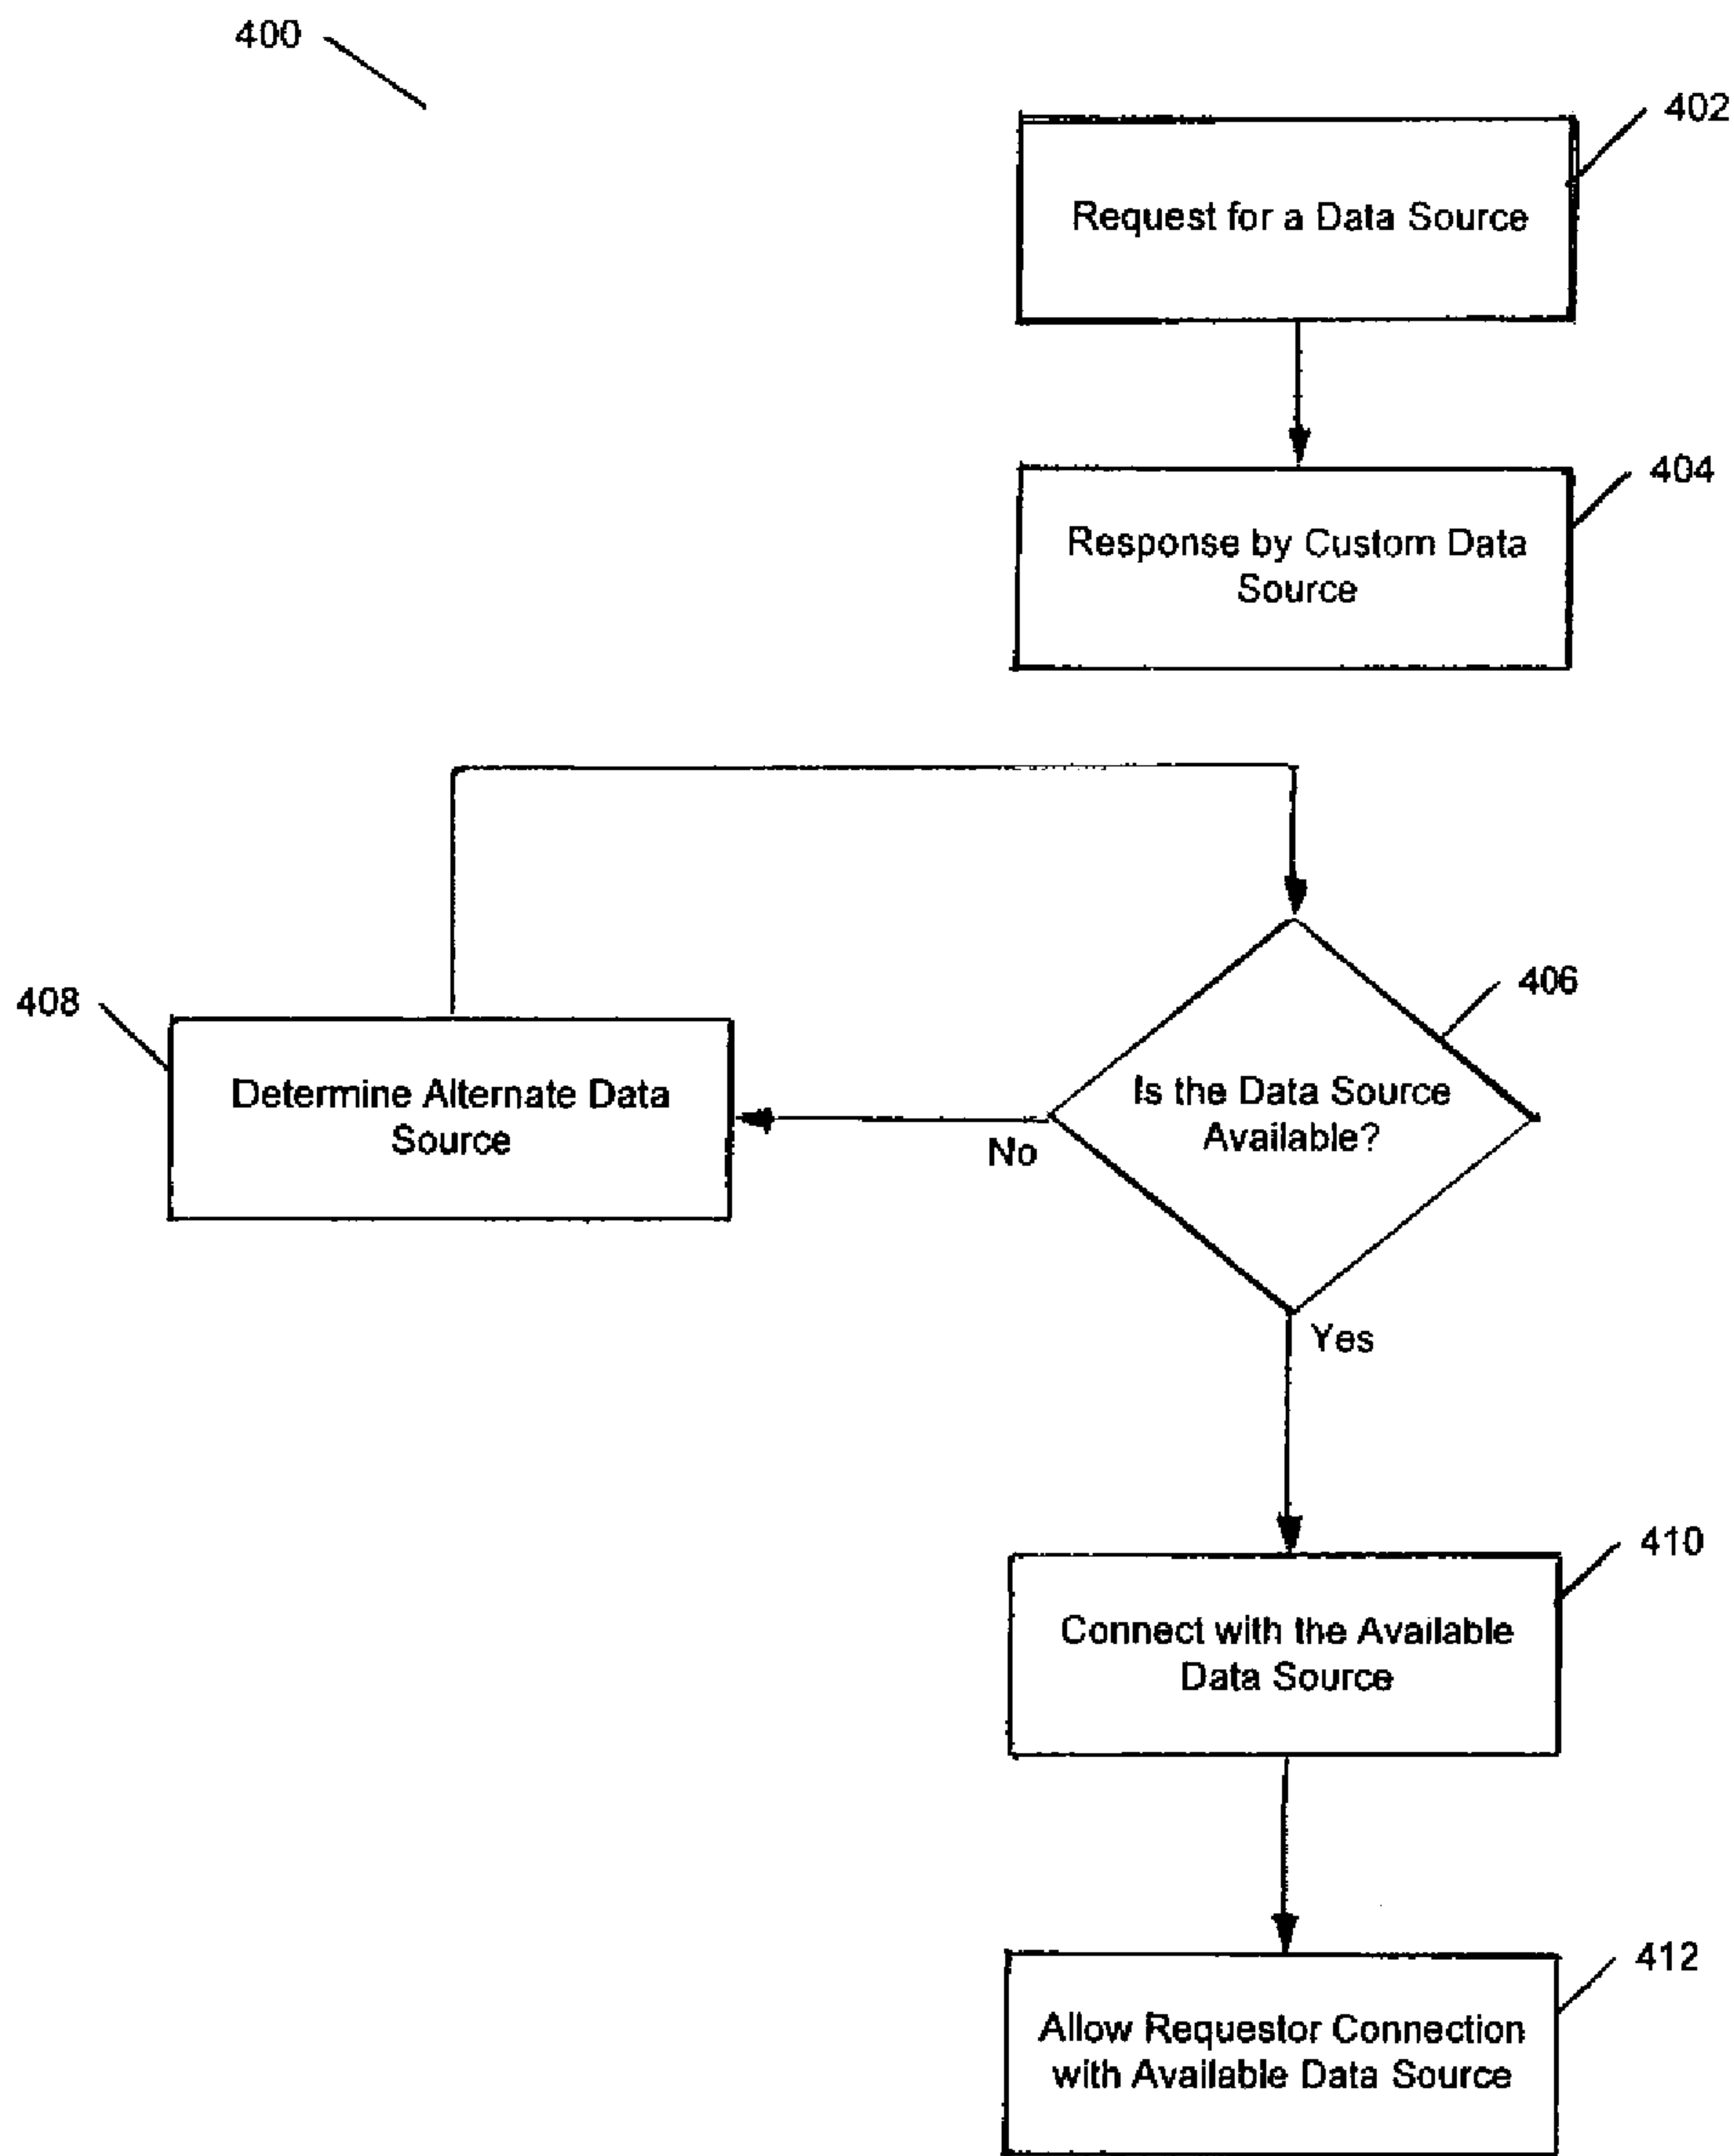 400
402
Request for a Data Source
404
Response by Custom Data
Source
406
408
Is the Data Source
Available?
Determine Alternate Data
Source
No
Yes
410
Connect with the Available
Data Source
412
Allow Requestor Connection
with Available Data Source